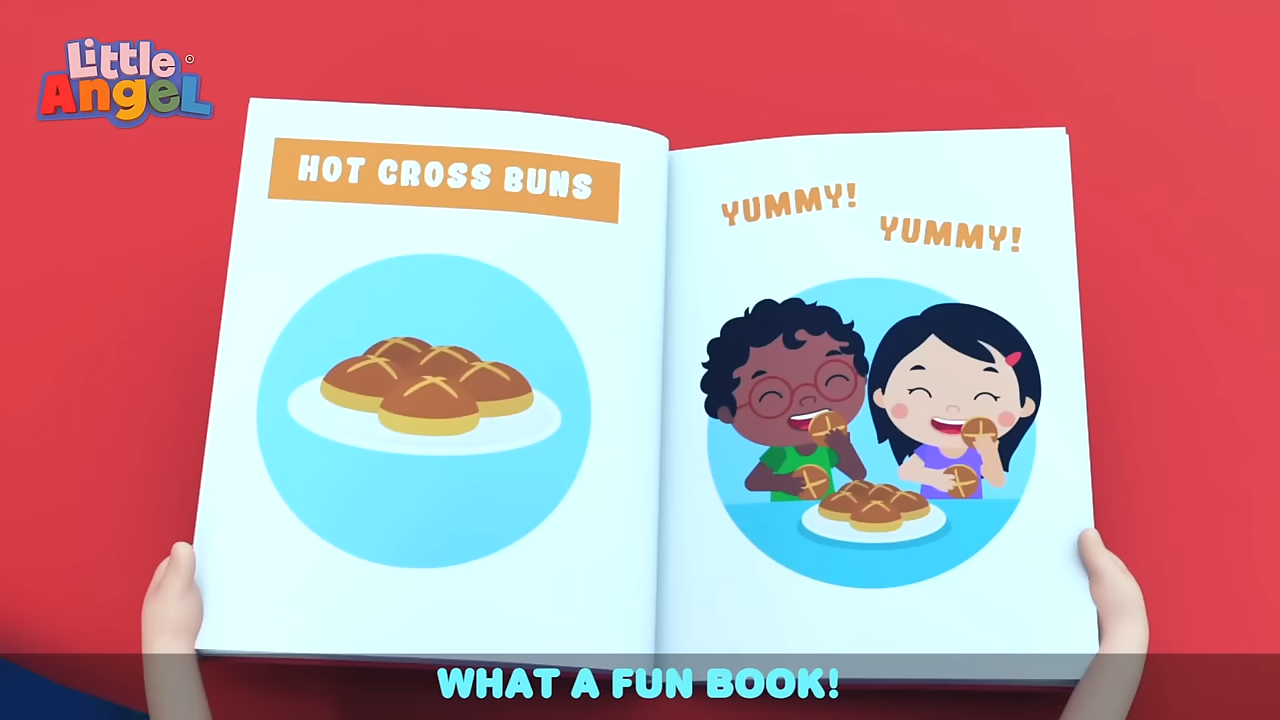 Little
Angel
HOT CROSS BUNS
YUMMY!
YUMMY!
WHAT A FUN BOOK!